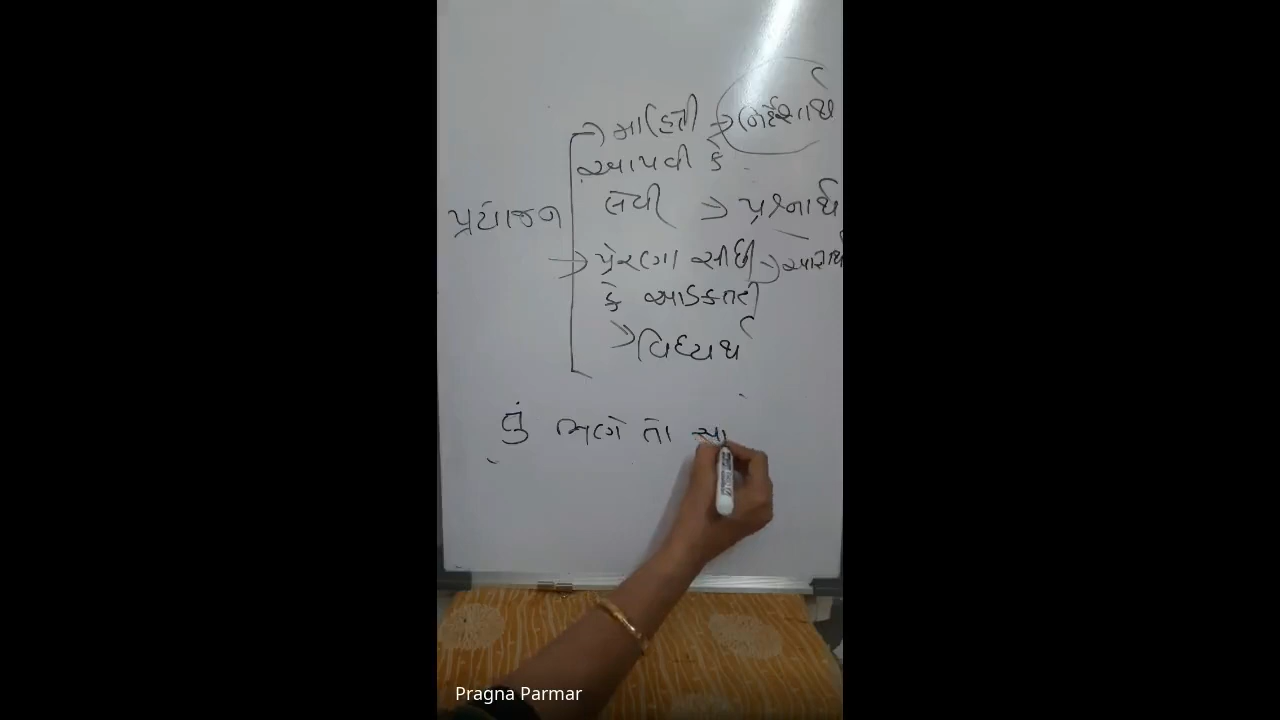 → માહિતી → નિર્દેશાર્થ
આપવી કે
લેવી → પ્રશ્નાર્થ
પ્રયોજન
→ પ્રેરણા સીધી →
કે આડકતરી
→ વિધ્યર્થ
તું ભણે તો સા
Pragna Parmar